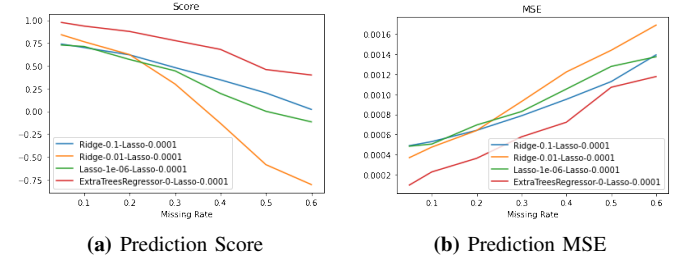 Score
1.00
0.75
0.50
0.25
0.00
−0.25
−0.50
−0.75
Ridge-0.1-Lasso-0.0001
Ridge-0.01-Lasso-0.0001
Lasso-1e-06-Lasso-0.0001
ExtraTreesRegressor-0-Lasso-0.0001
0.1 0.2 0.3 0.4 0.5 0.6
Missing Rate
(a) Prediction Score
MSE
0.0016
0.0014
0.0012
0.0010
0.0008
0.0006
0.0004
0.0002
Ridge-0.1-Lasso-0.0001
Ridge-0.01-Lasso-0.0001
Lasso-1e-06-Lasso-0.0001
ExtraTreesRegressor-0-Lasso-0.0001
0.1 0.2 0.3 0.4 0.5 0.6
Missing Rate
(b) Prediction MSE